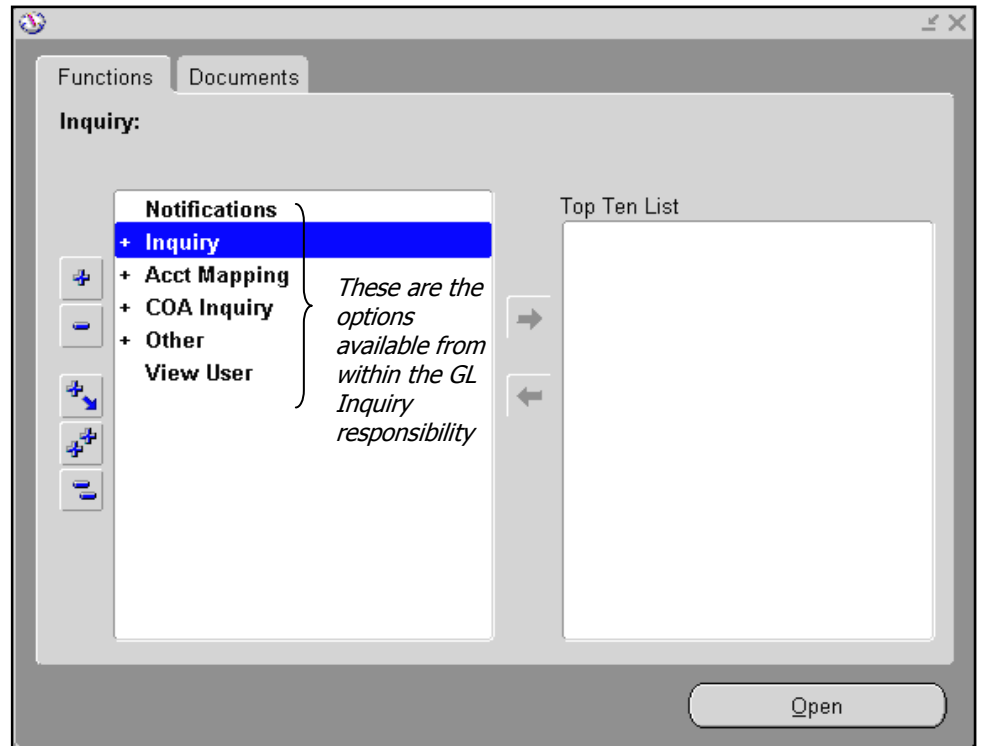 Functions Documents
Inquiry:
Notifications
+ Inquiry
+ Acct Mapping
+ COA Inquiry
+ Other
View User
These are the
options
available from
within the GL
Inquiry
responsibility
Top Ten List
Open